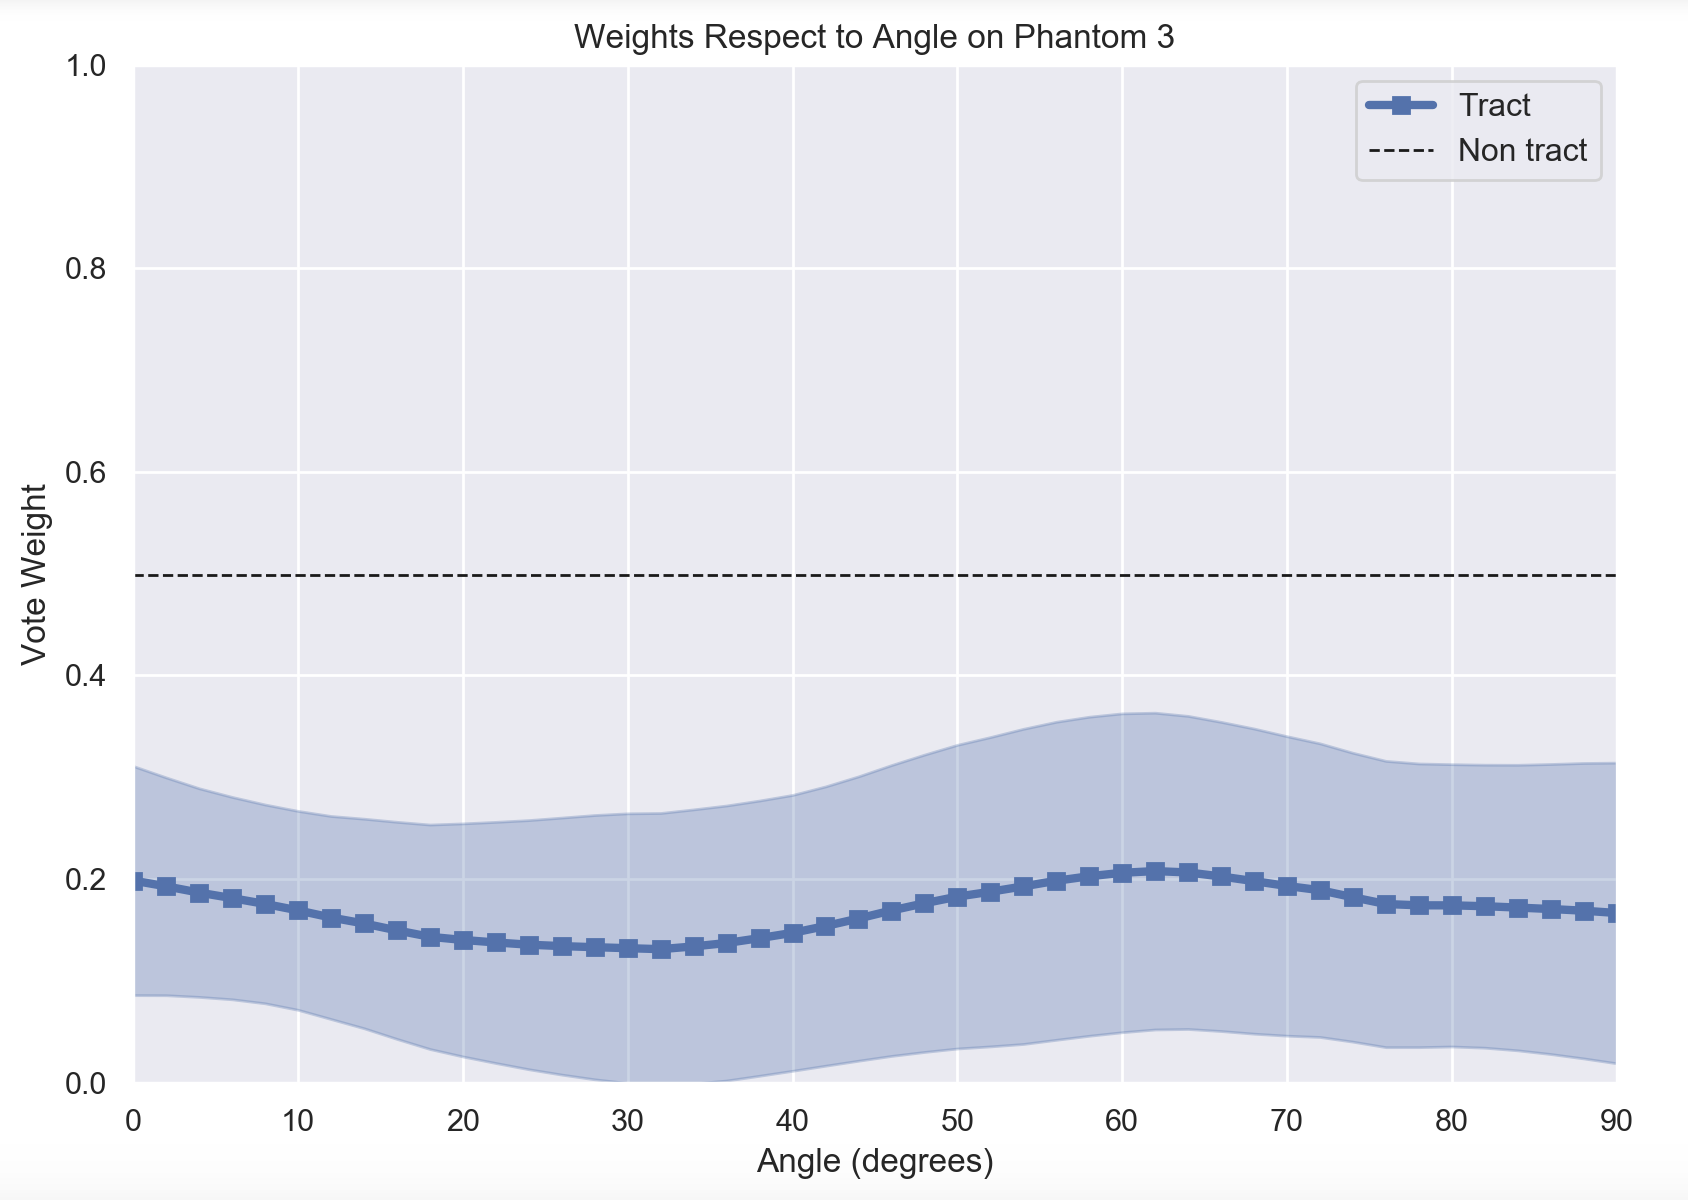 Weights Respect to Angle on Phantom 3
1.0
0.8
0.6
0.4
0.2
0.0
Vote Weight
Tract
Non tract
0 10 20 30 40 50 60 70 80 90
Angle (degrees)